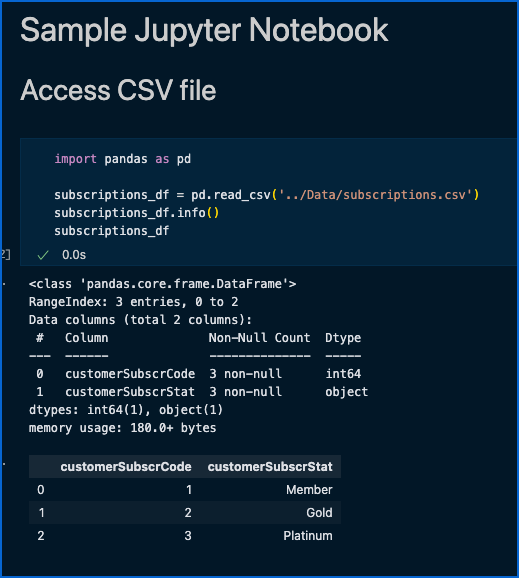 Sample Jupyter Notebook
Access CSV file
import pandas as pd
subscriptions_df = pd.read_csv('../Data/subscriptions.csv')
subscriptions_df.info()
subscriptions_df
2]
0.0s
<class 'pandas.core.frame.DataFrame'>
RangeIndex: 3 entries, 0 to 2
Data columns (total 2 columns):
# Column Non-Null Count Dtype
--- ------ -------------- -----
0 customerSubscrCode 3 non-null int64
1 customerSubscrStat 3 non-null object
dtypes: int64(1), object(1)
memory usage: 180.0+ bytes
customerSubscrCode customerSubscrStat
0 1 Member
1 2 Gold
2 3 Platinum